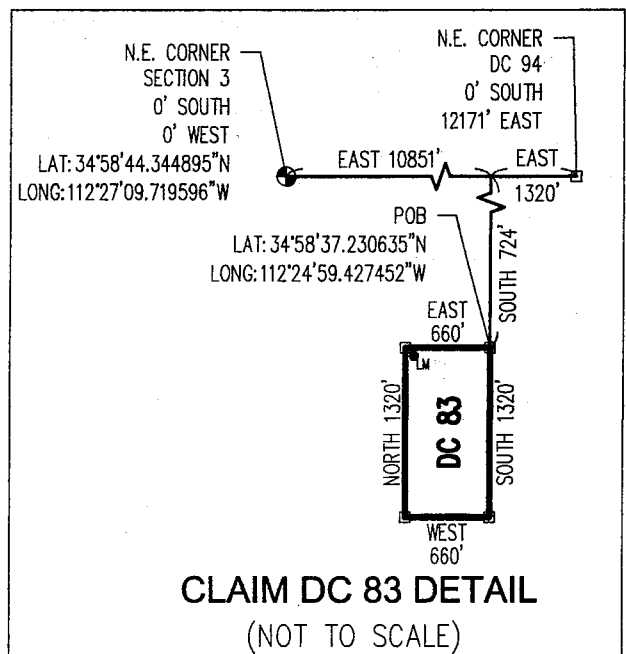 N.E. CORNER
SECTION 3
0' SOUTH
0' WEST
LAT: 34°58'44.344895"N
LONG:112°27'09.719596"W
N.E. CORNER
DC 94
0' SOUTH
12171' EAST
EAST 10851'
EAST
1320'
POB
LAT: 34°58'37.230635"N
LONG:112°24'59.427452"W
SOUTH 724'
EAST
660'
LM
NORTH 1320'
DC 83
SOUTH 1320'
WEST
660'
CLAIM DC 83 DETAIL
(NOT TO SCALE)